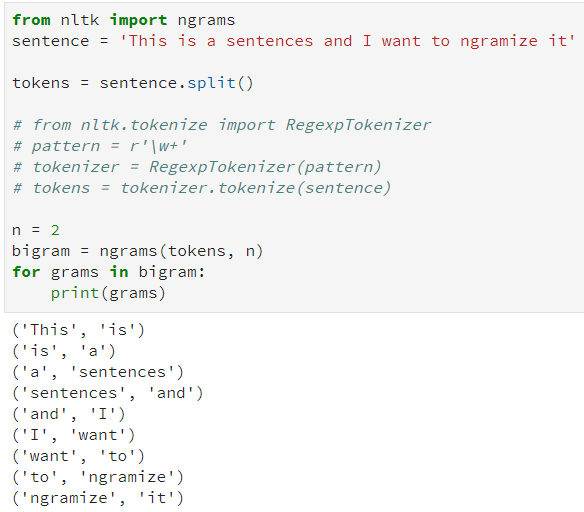 from nltk import ngrams
sentence = 'This is a sentences and I want to ngramize it'
tokens = sentence.split()
# from nltk.tokenize import RegexpTokenizer
# pattern = r'\w+'
# tokenizer = RegexpTokenizer(pattern)
# tokens = tokenizer.tokenize(sentence)
n = 2
bigram = ngrams(tokens, n)
for grams in bigram:
    print(grams)
('This', 'is')
('is', 'a')
('a', 'sentences')
('sentences', 'and')
('and', 'I')
('I', 'want')
('want', 'to')
('to', 'ngramize')
('ngramize', 'it')